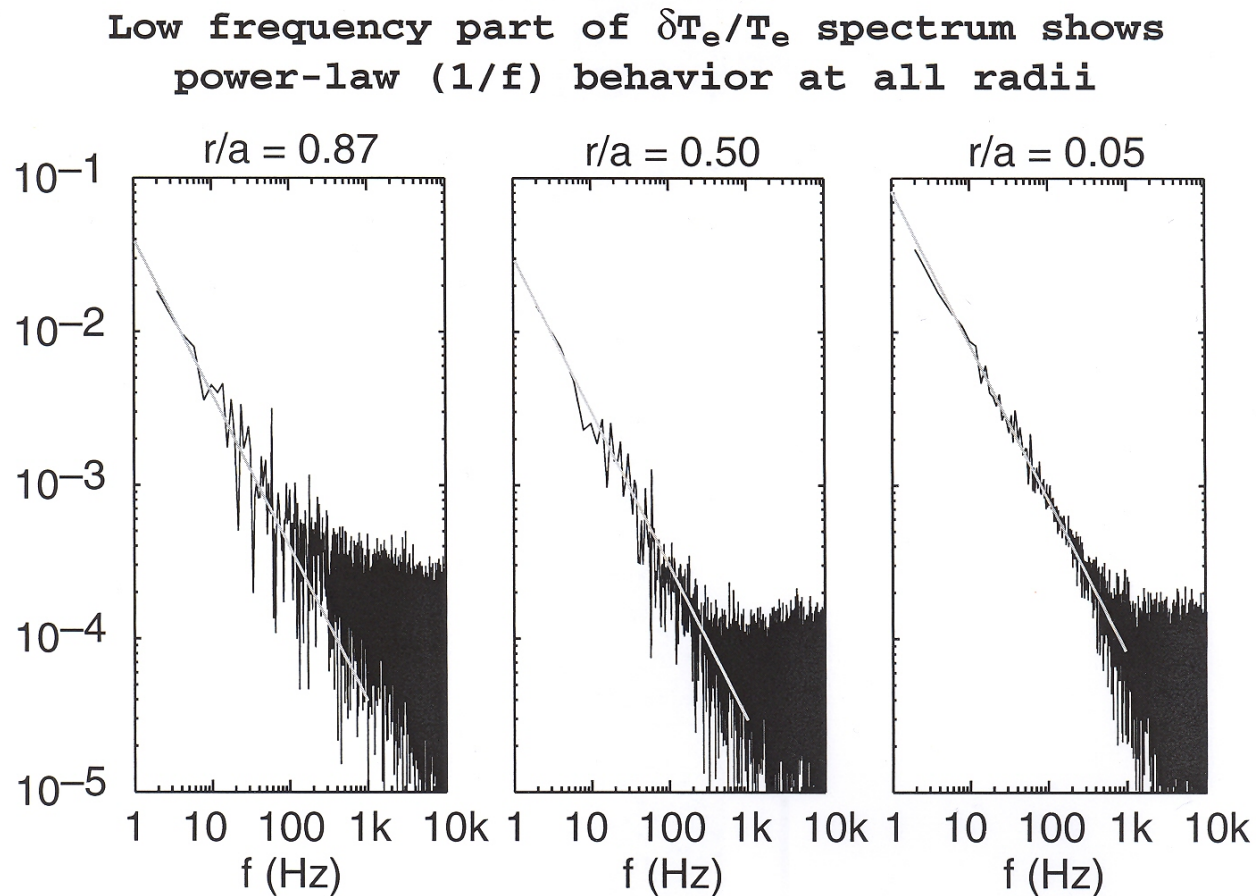 Low frequency part of δTe/Te spectrum shows
power-law (1/f) behavior at all radii
r/a = 0.87 r/a = 0.50 r/a = 0.05
10–1
10–2
10–3
10–4
10–5
1 10 100 1k 10k 1 10 100 1k 10k 1 10 100 1k 10k
f (Hz) f (Hz) f (Hz)